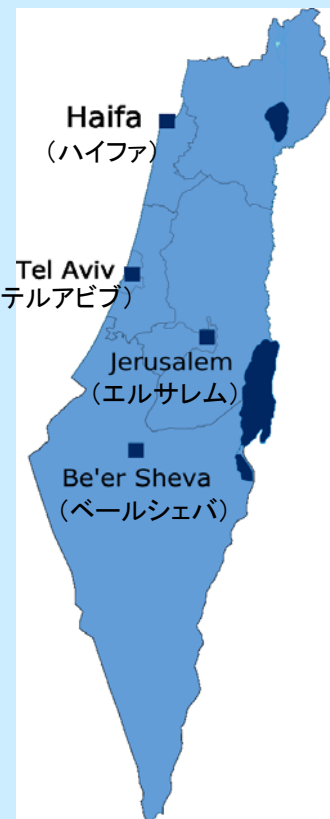 Haifa
（ハイファ）
Tel Aviv
テルアビブ）
Jerusalem
（エルサレム）
Be'er Sheva
（ベールシェバ）